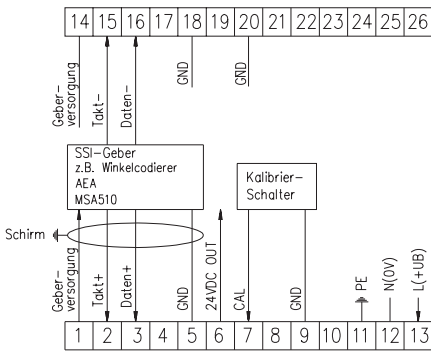 14 15 16 17 18 19 20 21 22 23 24 25 26
Geber-
versorgung
Takt-
Daten-
GND
GND
SSI-Geber
z.B. Winkelcodierer
AEA
MSA510
Kalibrier-
Schalter
Schirm
Geber-
versorgung
Takt+
Daten+
GND
24VDC OUT
CAL
GND
PE
N(0V)
L(+UB)
1 2 3 4 5 6 7 8 9 10 11 12 13